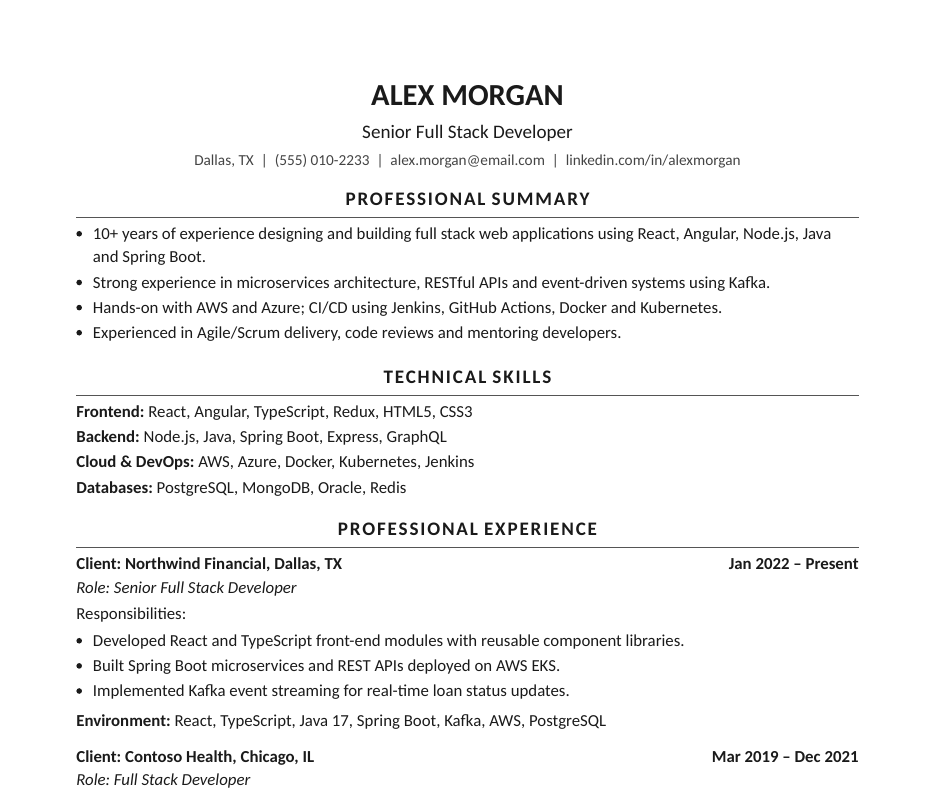 ALEX MORGAN
Senior Full Stack Developer
Dallas, TX | (555) 010-2233 | alex.morgan@email.com | linkedin.com/in/alexmorgan
PROFESSIONAL SUMMARY
• 10+ years of experience designing and building full stack web applications using React, Angular, Node.js, Java
and Spring Boot.
• Strong experience in microservices architecture, RESTful APIs and event-driven systems using Kafka.
• Hands-on with AWS and Azure; CI/CD using Jenkins, GitHub Actions, Docker and Kubernetes.
• Experienced in Agile/Scrum delivery, code reviews and mentoring developers.
TECHNICAL SKILLS
Frontend: React, Angular, TypeScript, Redux, HTML5, CSS3
Backend: Node.js, Java, Spring Boot, Express, GraphQL
Cloud & DevOps: AWS, Azure, Docker, Kubernetes, Jenkins
Databases: PostgreSQL, MongoDB, Oracle, Redis
PROFESSIONAL EXPERIENCE
Client: Northwind Financial, Dallas, TX Jan 2022 – Present
Role: Senior Full Stack Developer
Responsibilities:
• Developed React and TypeScript front-end modules with reusable component libraries.
• Built Spring Boot microservices and REST APIs deployed on AWS EKS.
• Implemented Kafka event streaming for real-time loan status updates.
Environment: React, TypeScript, Java 17, Spring Boot, Kafka, AWS, PostgreSQL
Client: Contoso Health, Chicago, IL Mar 2019 – Dec 2021
Role: Full Stack Developer